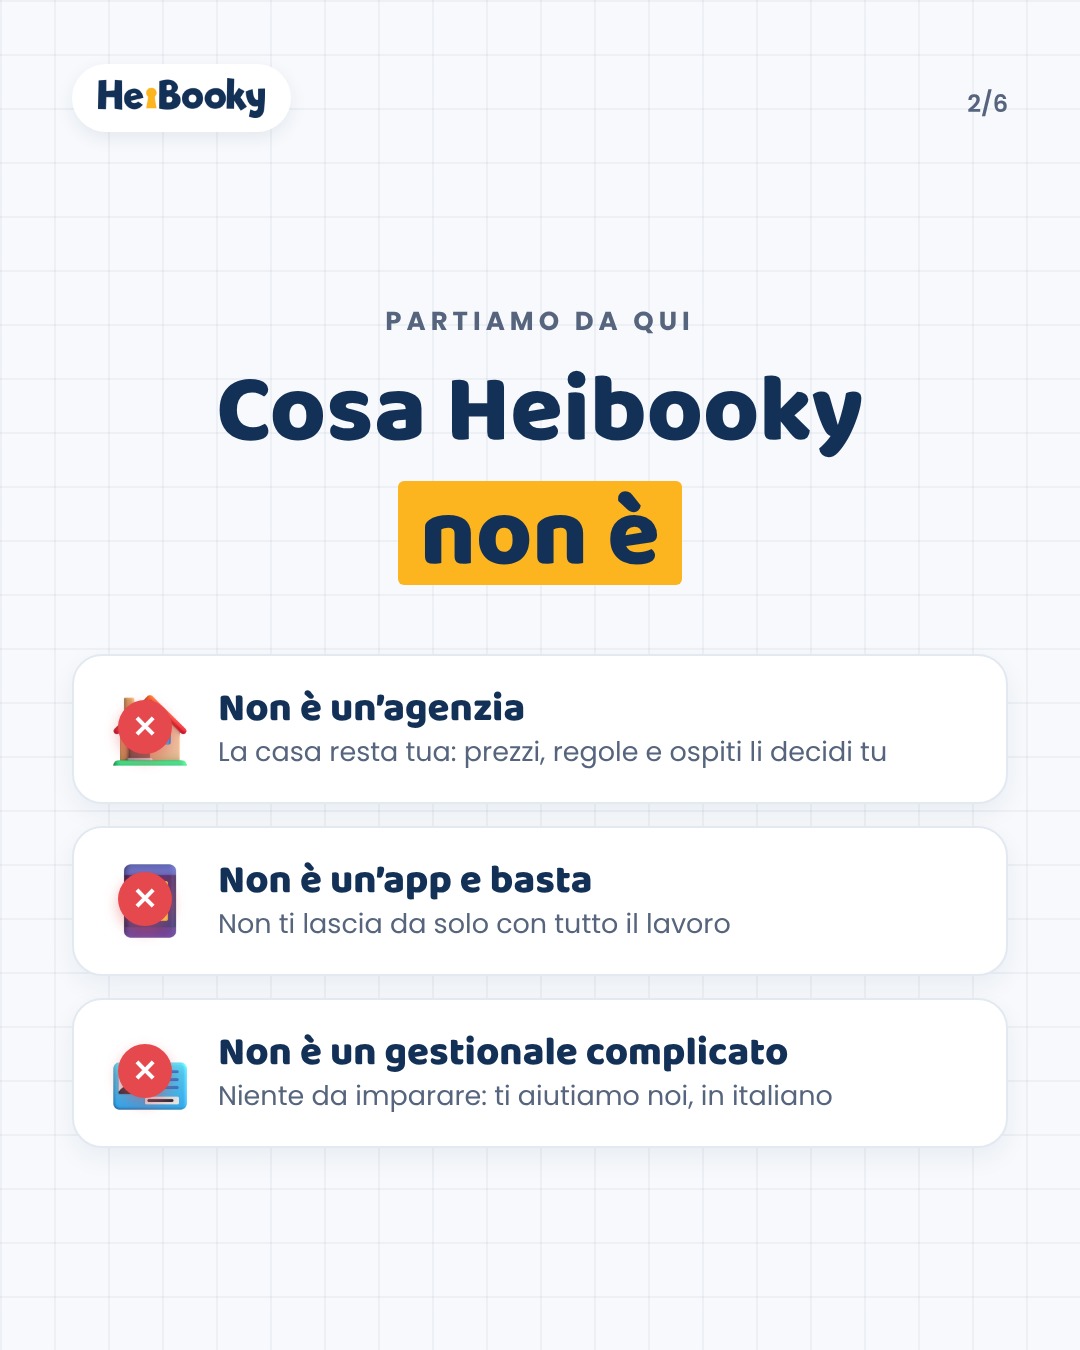 HeiBooky
2/6
PARTIAMO DA QUI
Cosa Heibooky
non è
Non è un'agenzia
La casa resta tua: prezzi, regole e ospiti li decidi tu
Non è un'app e basta
Non ti lascia da solo con tutto il lavoro
Non è un gestionale complicato
Niente da imparare: ti aiutiamo noi, in italiano